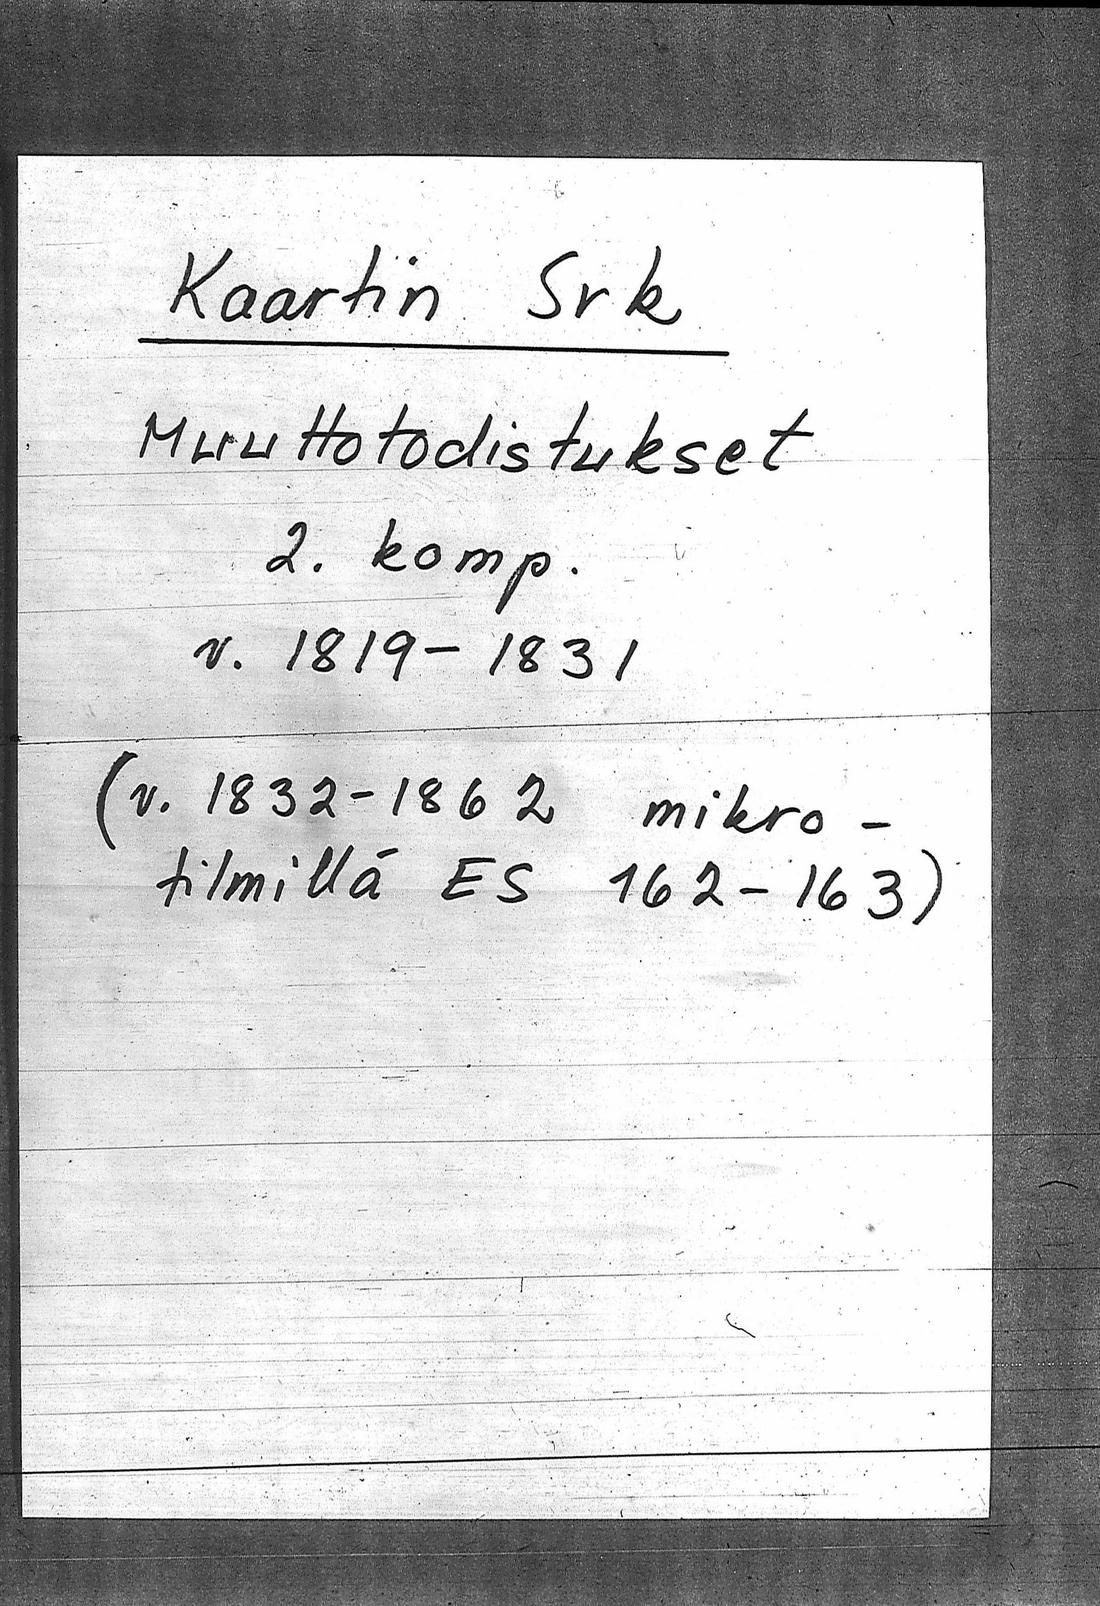 Kaartin Srk
Muuttotodistukset
2. komp.
v. 1819-1831
(v. 1832-1862 mikro-
filmillä ES 162-163)